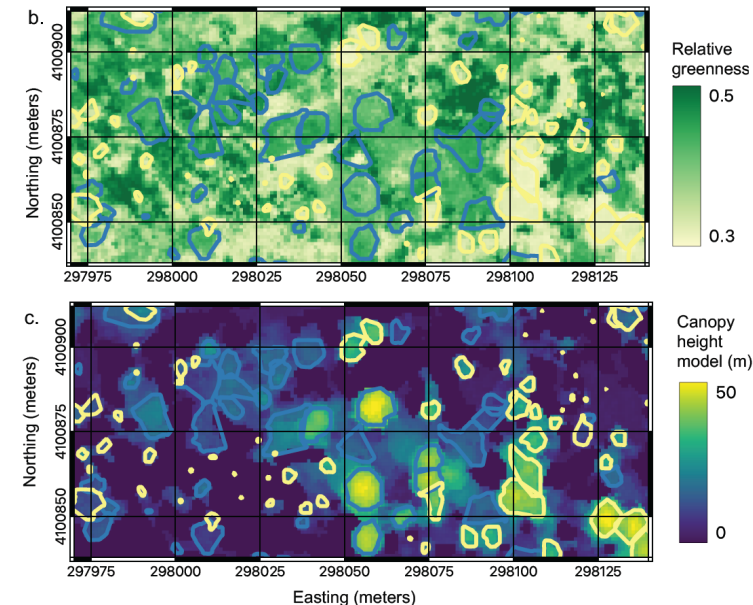 b.
Northing (meters)
4100900
4100875
4100850
297975 298000 298025 298050 298075 298100 298125
Relative
greenness
0.5
0.3
c.
Northing (meters)
4100900
4100875
4100850
297975 298000 298025 298050 298075 298100 298125
Easting (meters)
Canopy
height
model (m)
50
0